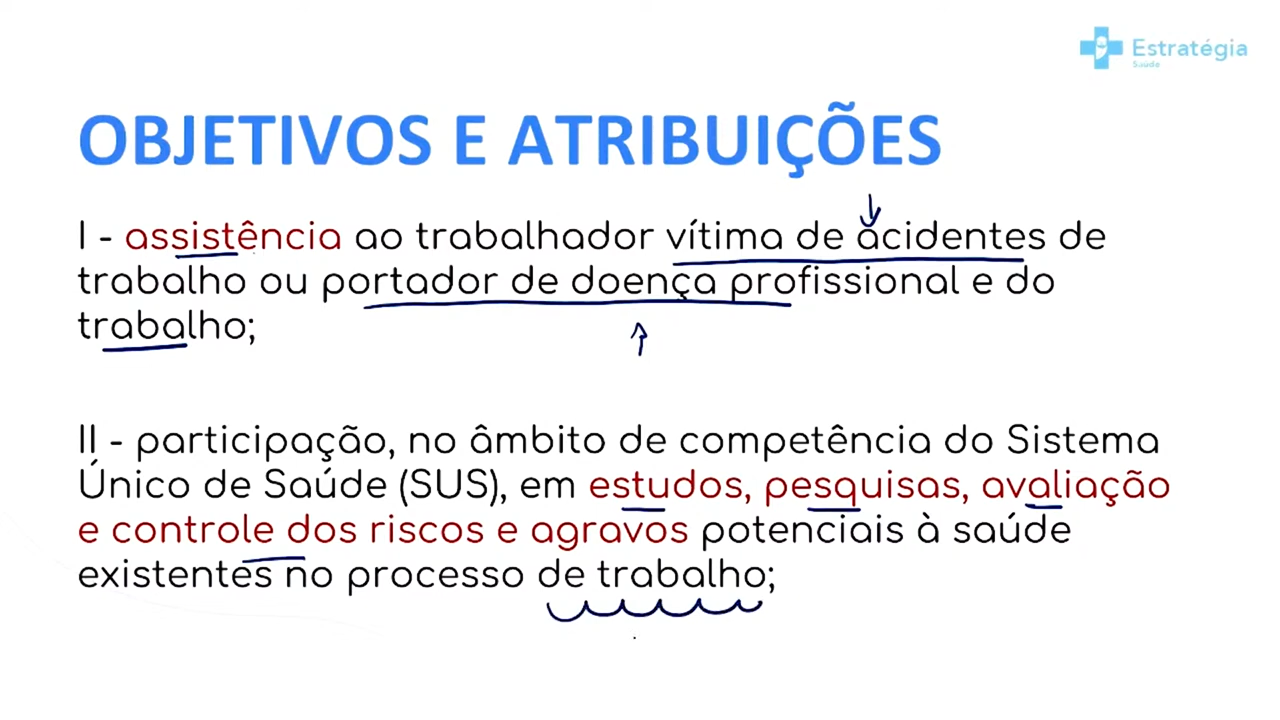 Estratégia
Saúde
OBJETIVOS E ATRIBUIÇÕES
I - assistência ao trabalhador vítima de acidentes de
trabalho ou portador de doença profissional e do
trabalho;
II - participação, no âmbito de competência do Sistema
Único de Saúde (SUS), em estudos, pesquisas, avaliação
e controle dos riscos e agravos potenciais à saúde
existentes no processo de trabalho;